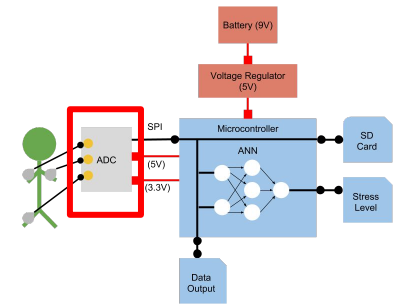 Battery (9V)
Voltage Regulator
(5V)
SPI
Microcontroller
ANN
ADC
(5V)
(3.3V)
SD
Card
Stress
Level
Data
Output